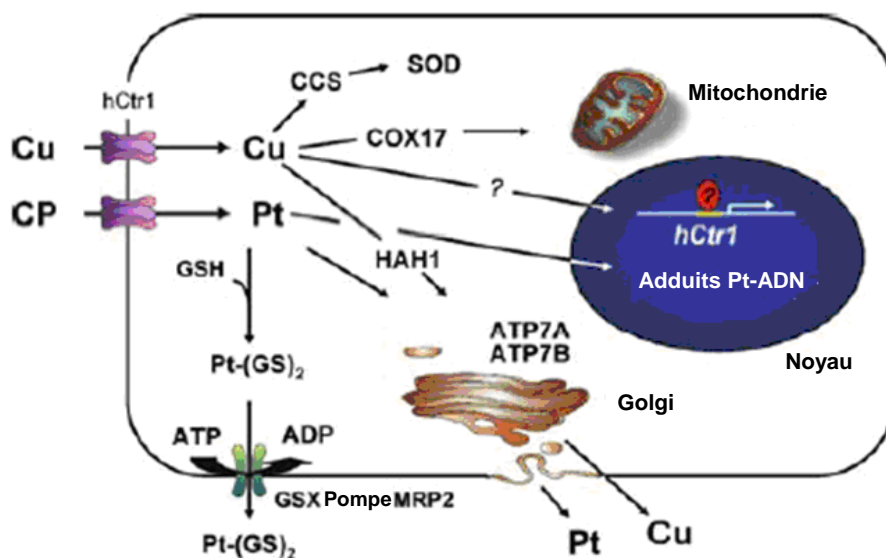 hCtr1
Cu
CP
Cu
Pt
CCS
SOD
COX17
Mitochondrie
?
?
hCtr1
Adduits Pt-ADN
Noyau
HAH1
GSH
Pt-(GS)2
ATP7A
ATP7B
Golgi
ATP
ADP
GSX Pompe MRP2
Pt-(GS)2
Pt
Cu